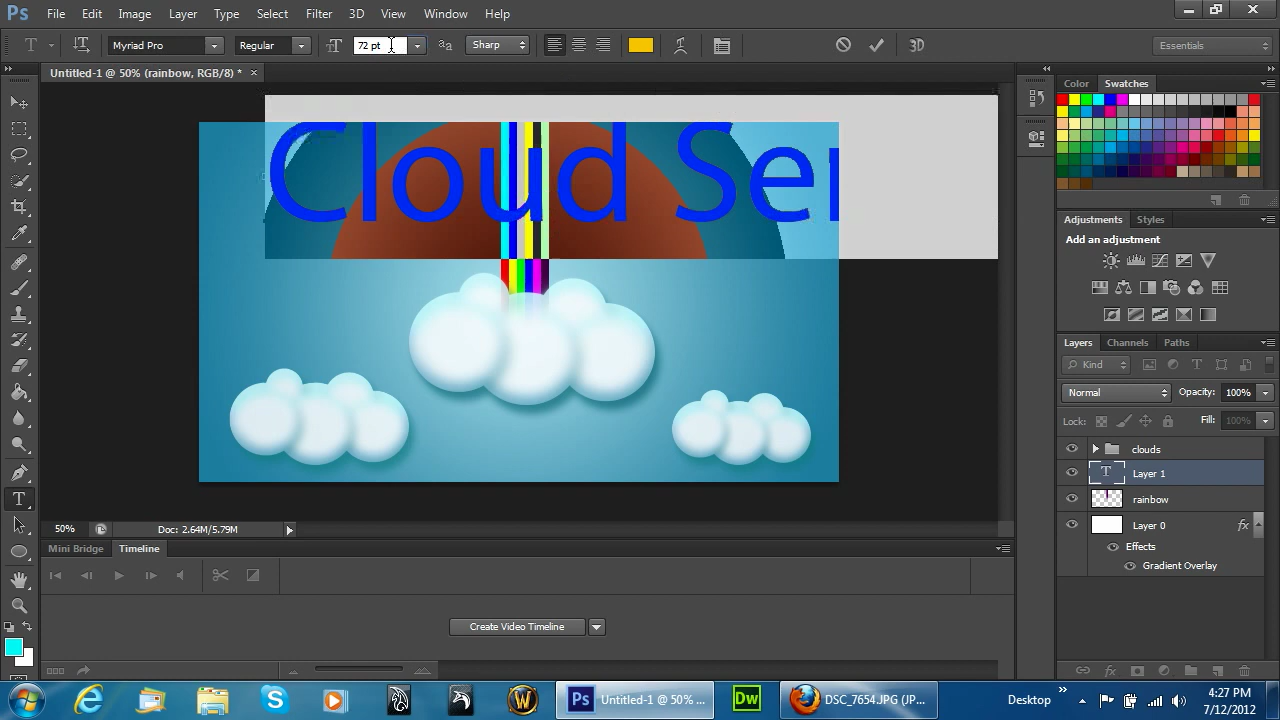 Ps File Edit Image Layer Type Select Filter 3D View Window Help
T Myriad Pro Regular 72 pt Sharp 3D Essentials
Untitled-1 @ 50% (rainbow, RGB/8) *
Color Swatches
Cloud Ser
Adjustments Styles
Add an adjustment
Layers Channels Paths
Kind
Normal Opacity: 100%
Lock: Fill: 100%
clouds
Layer 1
rainbow
Layer 0 fx
Effects
Gradient Overlay
50% Doc: 2.64M/5.79M
Mini Bridge Timeline
Create Video Timeline
Ps Untitled-1 @ 50% ... Dw DSC_7654.JPG (JP... Desktop 4:27 PM
7/12/2012